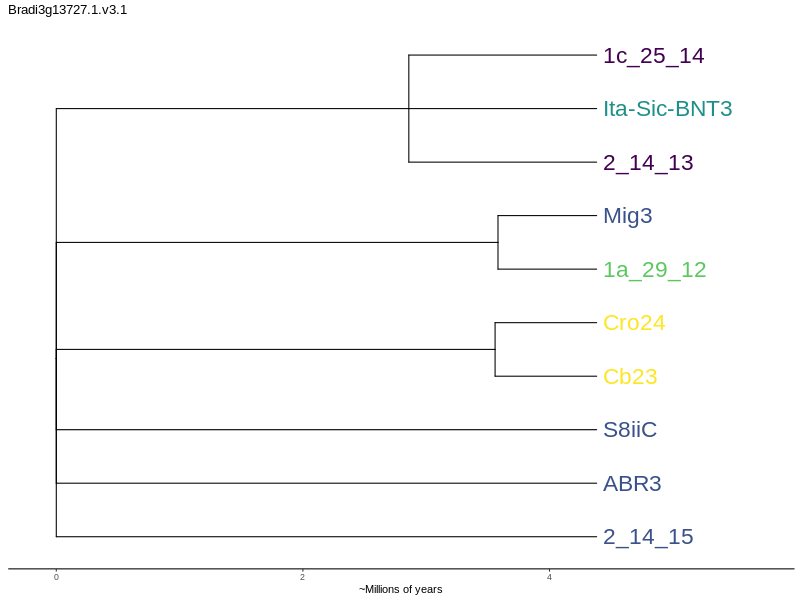 Bradi3g13727.1.v3.1
1c_25_14
Ita-Sic-BNT3
2_14_13
Mig3
1a_29_12
Cro24
Cb23
S8iiC
ABR3
2_14_15
0 2 4
~Millions of years